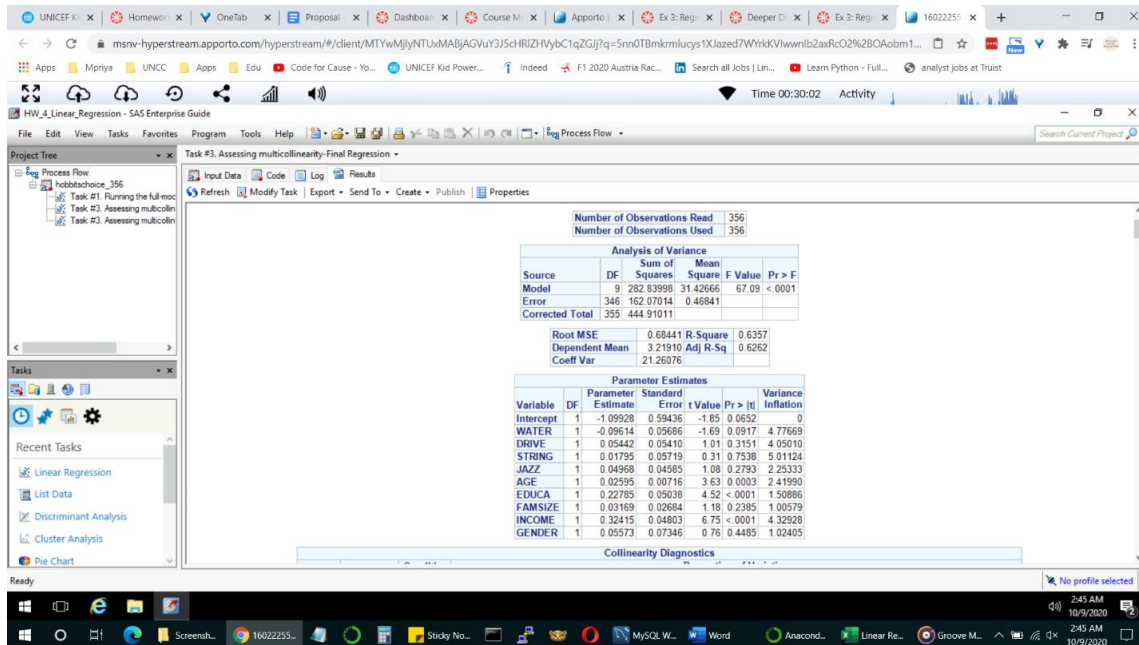 UNICEF Ki
Homewor
OneTab
Proposal
Dashboar
Course M
Apporto |
Ex 3: Regr
Deeper Di
Ex 3: Regr
16022255
msnv-hyperstream.apporto.com/hyperstream/#/client/
New
Apps
Mpriya
UNCC
Apps
Edu
Code for Cause - Yo...
UNICEF Kid Power...
Indeed
F1 2020 Austria Rac...
Search all Jobs | Lin...
Learn Python - Full...
analyst jobs at Truist
Time 00:30:02 Activity
HW_4_Linear_Regression - SAS Enterprise Guide
File Edit View Tasks Favorites Program Tools Help Process Flow
Search Current Project
Project Tree
Task #3. Assessing multicollinearity-Final Regression
Process Flow
hobbitschoice_356
Task #1. Running the full-moc
Task #3. Assessing multicollin
Task #3. Assessing multicollin
Input Data Code Log Results
Refresh Modify Task | Export Send To Create Publish | Properties
Number of Observations Read 356
Number of Observations Used 356
Analysis of Variance
Source DF Sum of Squares Mean Square F Value Pr > F
Model 9 282.83998 31.42666 67.09 <.0001
Error 346 162.07014 0.46841
Corrected Total 355 444.91011
Root MSE 0.68441 R-Square 0.6357
Dependent Mean 3.21910 Adj R-Sq 0.6262
Coeff Var 21.26076
Parameter Estimates
Variable DF Parameter Estimate Standard Error t Value Pr > |t| Variance Inflation
Intercept 1 -1.09928 0.59436 -1.85 0.0652 0
WATER 1 -0.09614 0.05686 -1.69 0.0917 4.77669
DRIVE 1 0.05442 0.05410 1.01 0.3151 4.05010
STRING 1 0.01795 0.05719 0.31 0.7538 5.01124
JAZZ 1 0.04968 0.04585 1.08 0.2793 2.25333
AGE 1 0.02595 0.00716 3.63 0.0003 2.41990
EDUCA 1 0.22785 0.05038 4.52 <.0001 1.50886
FAMSIZE 1 0.03169 0.02684 1.18 0.2385 1.00579
INCOME 1 0.32415 0.04803 6.75 <.0001 4.32928
GENDER 1 0.05573 0.07346 0.76 0.4485 1.02405
Collinearity Diagnostics
Tasks
Recent Tasks
Linear Regression
List Data
Discriminant Analysis
Cluster Analysis
Pie Chart
Ready
No profile selected
2:45 AM
10/9/2020
Screensh...
16022255...
Sticky No...
MySQL W...
Word
Anacond...
Linear Re...
Groove M...
2:45 AM
10/9/2020